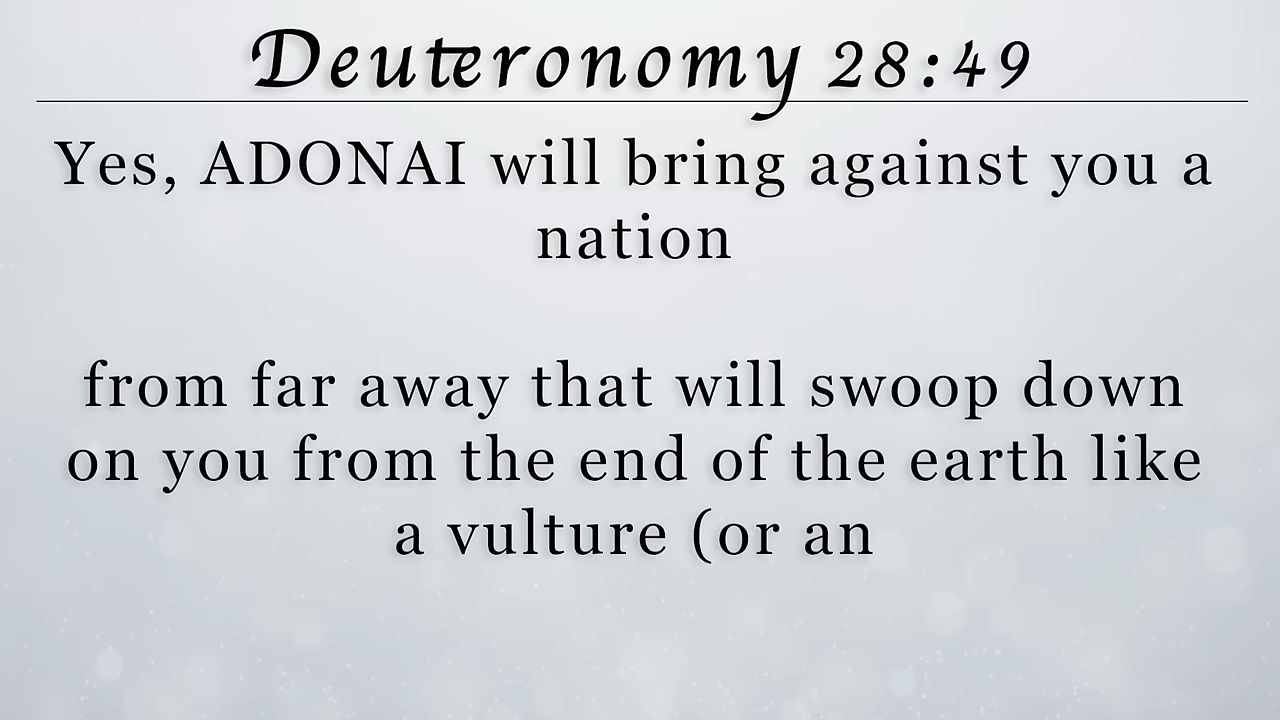 Deuteronomy 28:49
Yes, ADONAI will bring against you a
nation
from far away that will swoop down
on you from the end of the earth like
a vulture (or an